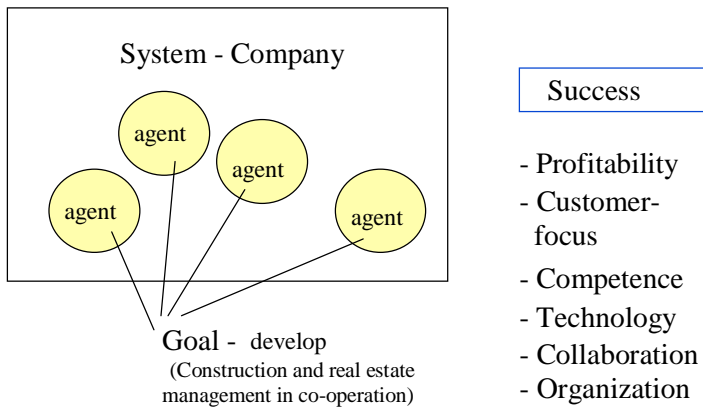 System - Company
agent
agent
agent
agent
Goal - develop
(Construction and real estate
management in co-operation)
Success
- Profitability
- Customer-
focus
- Competence
- Technology
- Collaboration
- Organization